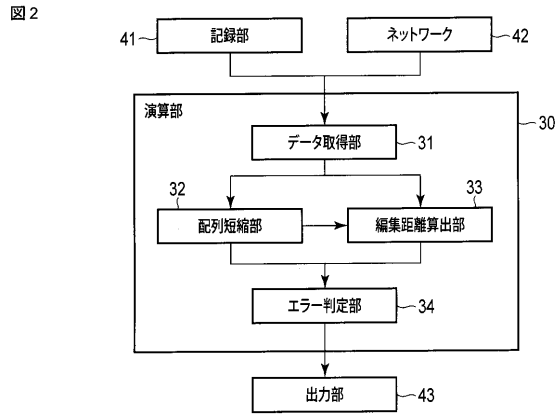 図2
41
記録部
ネットワーク
42
演算部
30
データ取得部
31
32
33
配列短縮部
編集距離算出部
エラー判定部
34
出力部
43